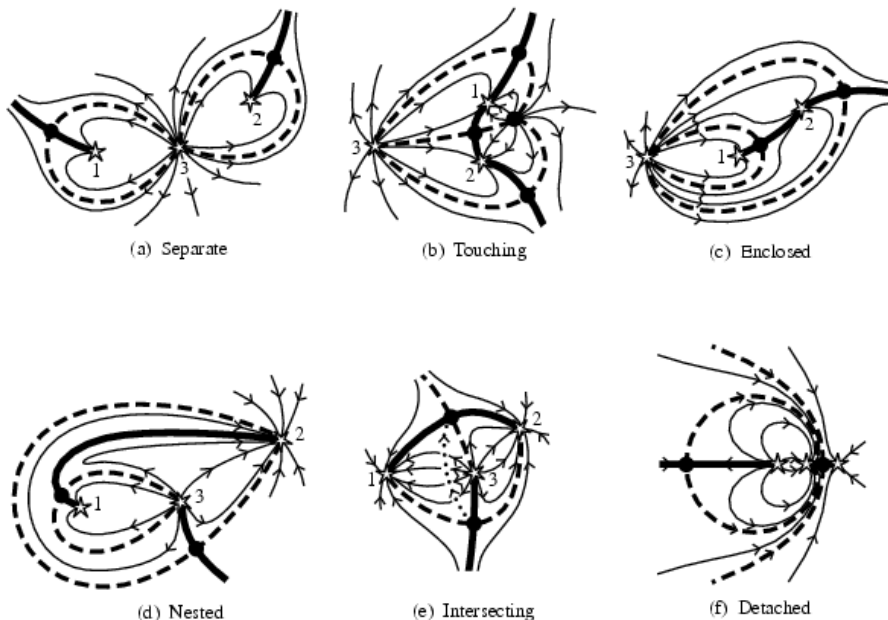 1
2
3
(a) Separate
1
3
2
(b) Touching
3
1
2
(c) Enclosed
2
3
1
(d) Nested
2
1
3
(e) Intersecting
(f) Detached